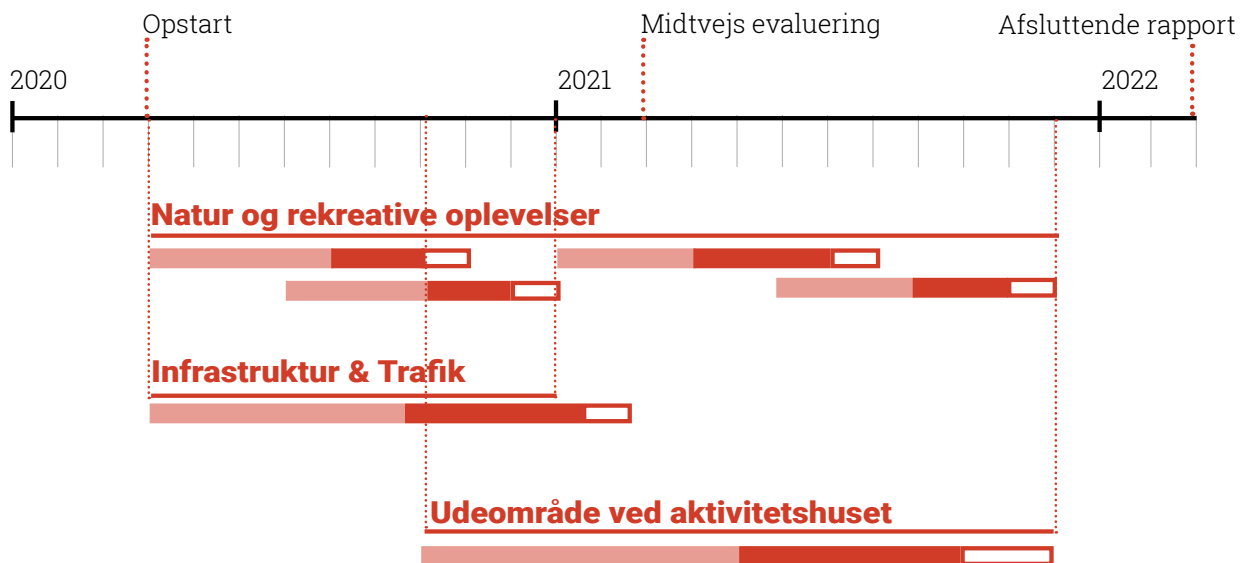 Opstart
Midtvejs evaluering
Afsluttende rapport
2020
2021
2022
Natur og rekreative oplevelser
Infrastruktur & Trafik
Udeområde ved aktivitetshuset